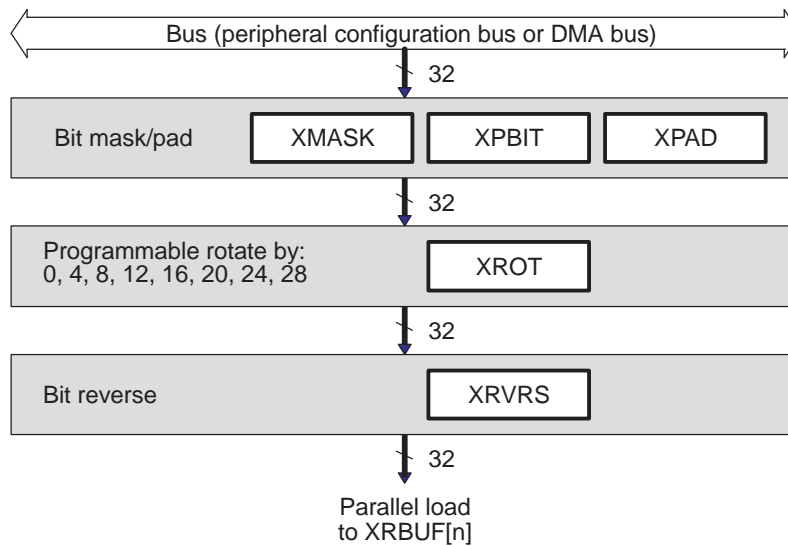 Bus (peripheral configuration bus or DMA bus)
32
Bit mask/pad
XMASK
XPBIT
XPAD
32
Programmable rotate by:
0, 4, 8, 12, 16, 20, 24, 28
XROT
32
Bit reverse
XRVRS
32
Parallel load
to XRBUF[n]